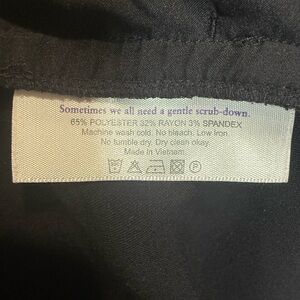 Sometimes we all need a gentle scrub-down.
65% POLYESTER 32% RAYON 3% SPANDEX
Machine wash cold. No bleach. Low Iron.
No tumble dry. Dry clean okay.
Made in Vietnam.